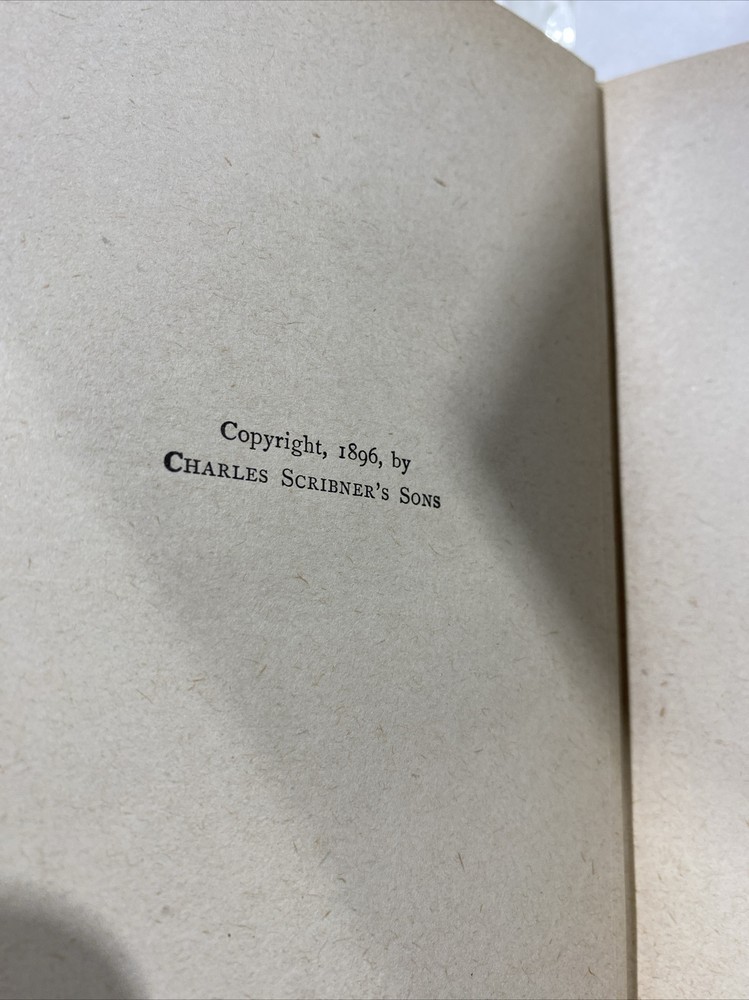 Copyright, 1896, by
CHARLES SCRIBNER'S SONS